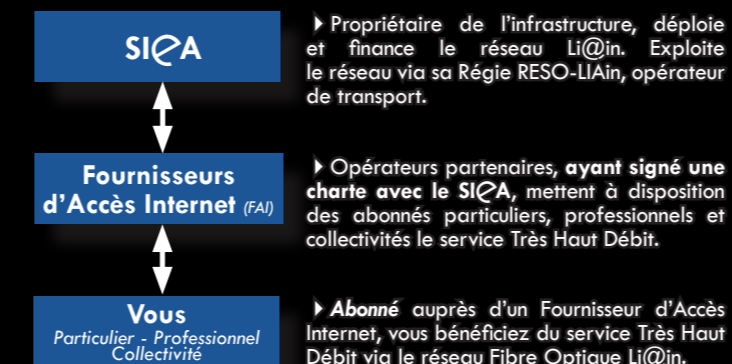 SIeA
Propriétaire de l'infrastructure, déploie
et finance le réseau Li@in. Exploite
le réseau via sa Régie RESO-LIAin, opérateur
de transport.
Fournisseurs
d'Accès Internet (FAI)
Opérateurs partenaires, ayant signé une
charte avec le SIeA, mettent à disposition
des abonnés particuliers, professionnels et
collectivités le service Très Haut Débit.
Vous
Particulier - Professionnel
Collectivité
Abonné auprès d'un Fournisseur d'Accès
Internet, vous bénéficiez du service Très Haut
Débit via le réseau Fibre Optique Li@in.